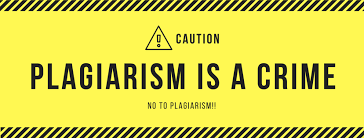 CAUTION
PLAGIARISM IS A CRIME
NO TO PLAGIARISM!!